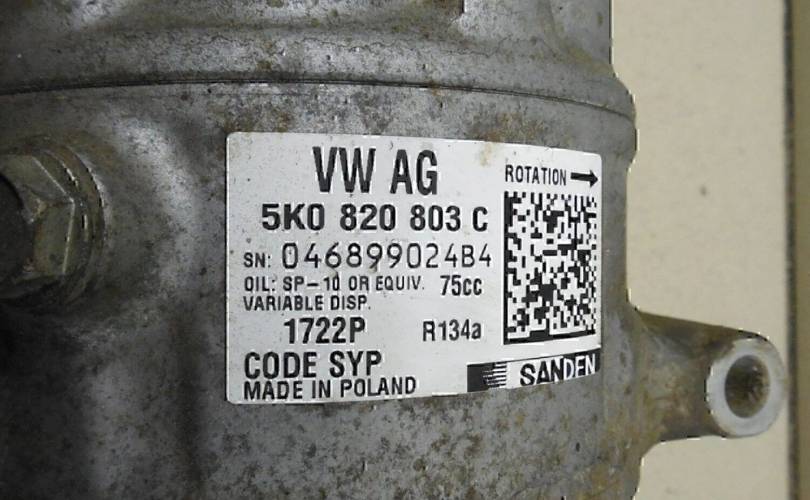 VW AG
ROTATION →
5K0 820 803 C
SN: 046899024B4
OIL: SP-10 OR EQUIV. 75cc
VARIABLE DISP.
1722P R134a
CODE SYP
MADE IN POLAND
SANDEN